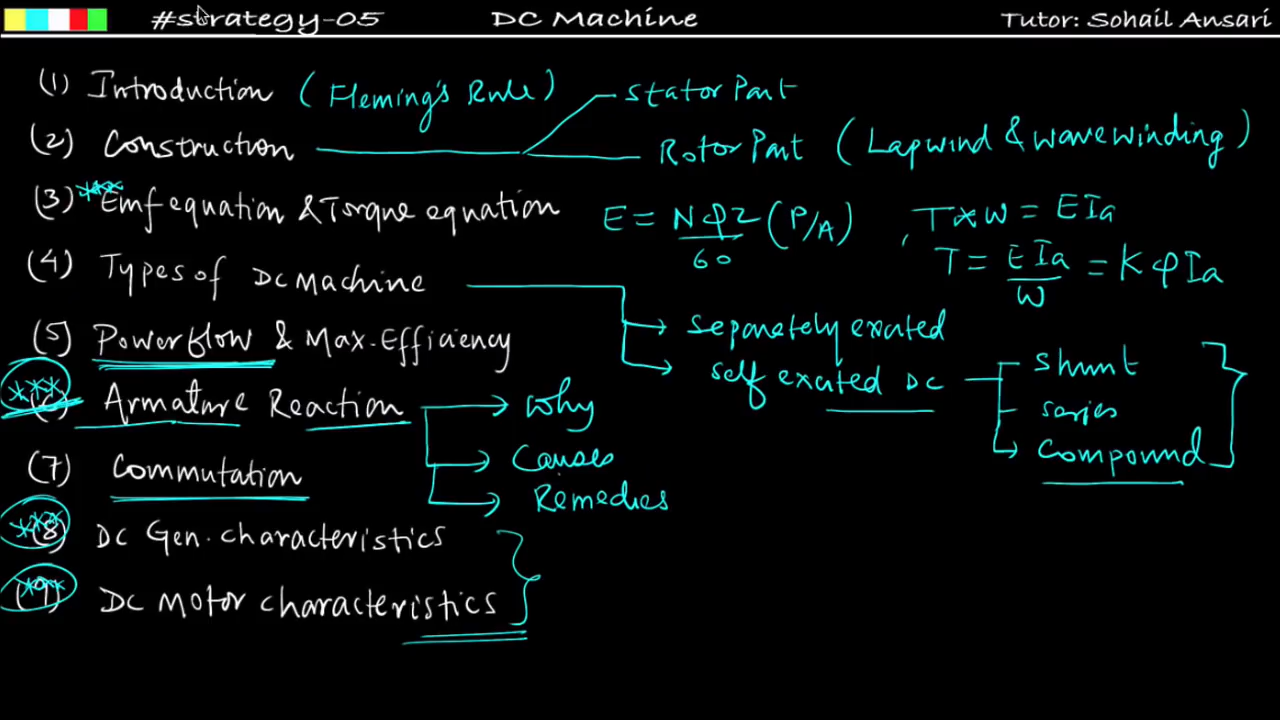 #strategy-05 DC Machine Tutor: Sohail Ansari
(1) Introduction (Fleming's Rule) Stator Part
(2) Construction Rotor Part (Lapwind & wavewinding)
(3) *** Emf equation & Torque equation E = NφZ/60 (P/A) , T×W = EIa
T = EIa/W = KφIa
(4) Types of DC Machine
separately exicated
(5) Powerflow & Max. Efficiency
self exicated DC
shunt
series
compound
*** (6) Armature Reaction why
Causes
Remedies
(7) Commutation
*** (8) DC Gen. characteristics
*** (9) DC Motor characteristics